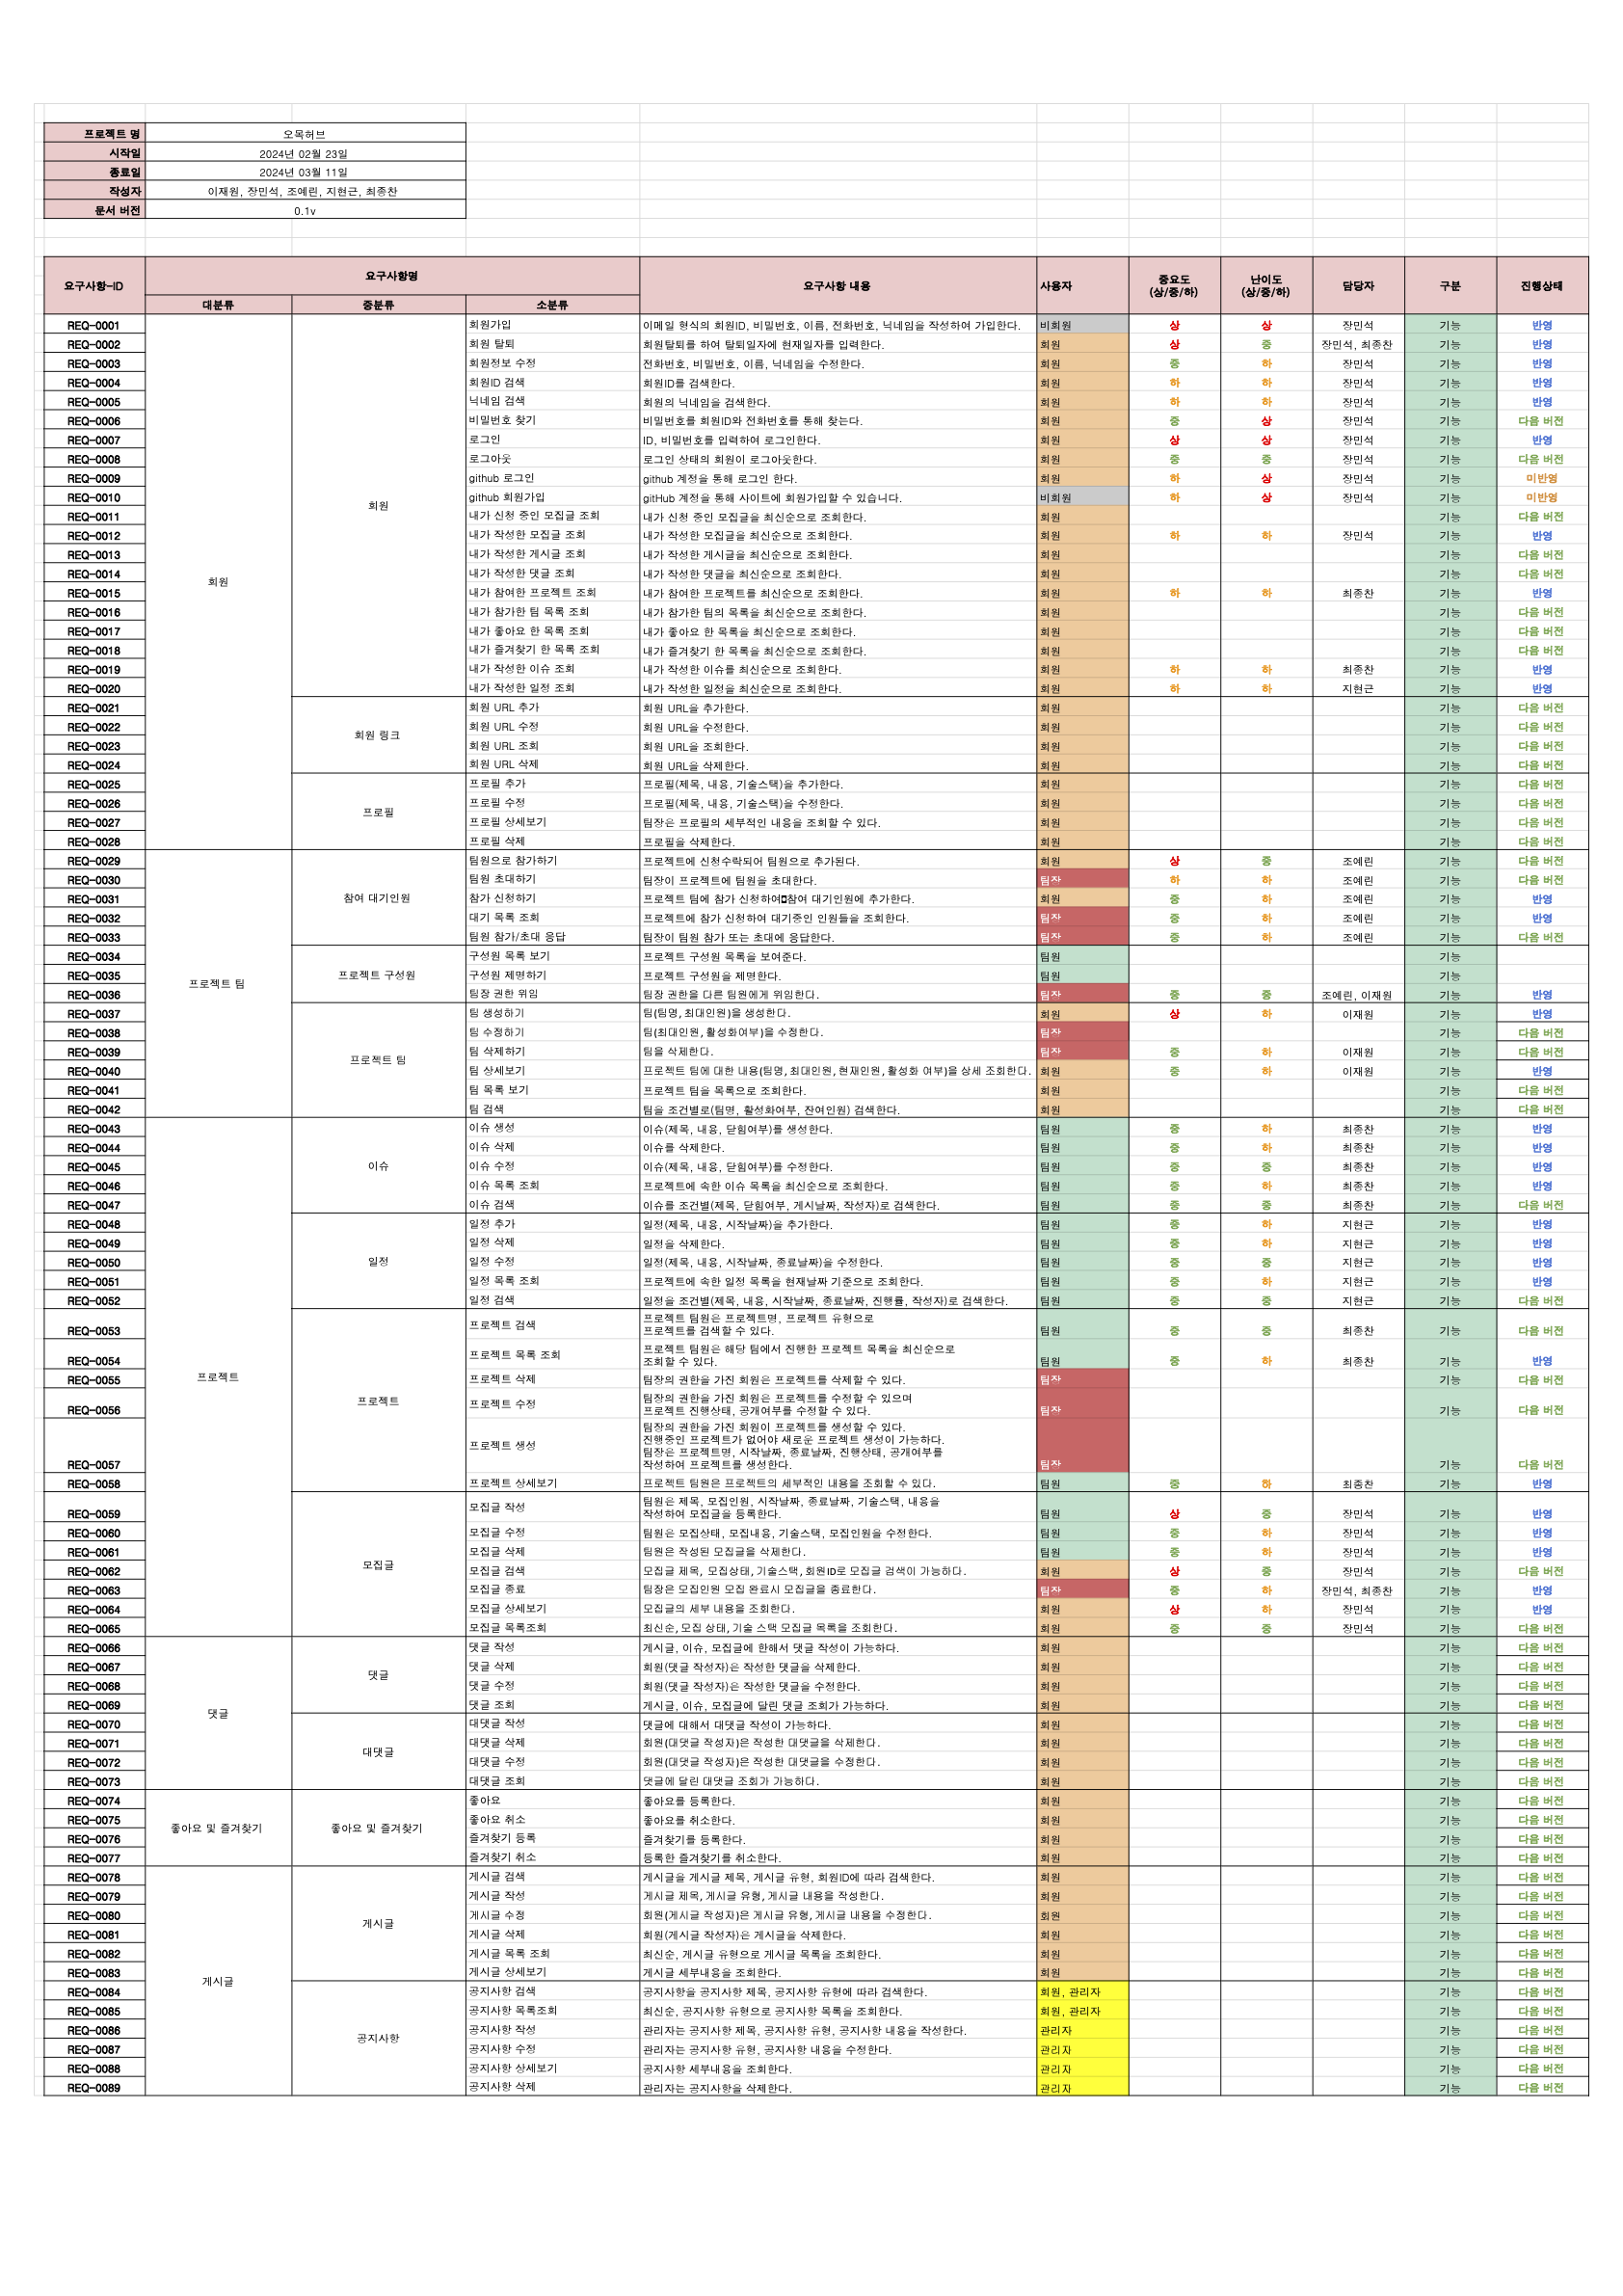 프로젝트 명 오목허브
시작일 2024년 02월 23일
종료일 2024년 03월 11일
작성자 이재원, 장민석, 조예린, 지현근, 최종찬
문서 버전 0.1v
요구사항-ID 요구사항명 요구사항 내용 사용자 중요도 (상/중/하) 난이도 (상/중/하) 담당자 구분 진행상태
대분류 중분류 소분류
REQ-0001 회원 회원 회원가입 이메일 형식의 회원ID, 비밀번호, 이름, 전화번호, 닉네임을 작성하여 가입한다. 비회원 상 상 장민석 기능 반영
REQ-0002 회원 탈퇴 회원탈퇴를 하여 탈퇴일자에 현재일자를 입력한다. 회원 상 중 장민석, 최종찬 기능 반영
REQ-0003 회원정보 수정 전화번호, 비밀번호, 이름, 닉네임을 수정한다. 회원 중 하 장민석 기능 반영
REQ-0004 회원ID 검색 회원ID를 검색한다. 회원 하 하 장민석 기능 반영
REQ-0005 닉네임 검색 회원의 닉네임을 검색한다. 회원 하 하 장민석 기능 반영
REQ-0006 비밀번호 찾기 비밀번호를 회원ID와 전화번호를 통해 찾는다. 회원 중 상 장민석 기능 다음 버전
REQ-0007 로그인 ID, 비밀번호를 입력하여 로그인한다. 회원 상 상 장민석 기능 반영
REQ-0008 로그아웃 로그인 상태의 회원이 로그아웃한다. 회원 중 중 장민석 기능 다음 버전
REQ-0009 github 로그인 github 계정을 통해 로그인 한다. 회원 하 상 장민석 기능 미반영
REQ-0010 github 회원가입 gitHub 계정을 통해 사이트에 회원가입할 수 있습니다. 비회원 하 상 장민석 기능 미반영
REQ-0011 내가 신청 중인 모집글 조회 내가 신청 중인 모집글을 최신순으로 조회한다. 회원 기능 다음 버전
REQ-0012 내가 작성한 모집글 조회 내가 작성한 모집글을 최신순으로 조회한다. 회원 하 하 장민석 기능 반영
REQ-0013 내가 작성한 게시글 조회 내가 작성한 게시글을 최신순으로 조회한다. 회원 기능 다음 버전
REQ-0014 내가 작성한 댓글 조회 내가 작성한 댓글을 최신순으로 조회한다. 회원 기능 다음 버전
REQ-0015 내가 참여한 프로젝트 조회 내가 참여한 프로젝트를 최신순으로 조회한다. 회원 하 하 최종찬 기능 반영
REQ-0016 내가 참가한 팀 목록 조회 내가 참가한 팀의 목록을 최신순으로 조회한다. 회원 기능 다음 버전
REQ-0017 내가 좋아요 한 목록 조회 내가 좋아요 한 목록을 최신순으로 조회한다. 회원 기능 다음 버전
REQ-0018 내가 즐겨찾기 한 목록 조회 내가 즐겨찾기 한 목록을 최신순으로 조회한다. 회원 기능 다음 버전
REQ-0019 내가 작성한 이슈 조회 내가 작성한 이슈를 최신순으로 조회한다. 회원 하 하 최종찬 기능 반영
REQ-0020 내가 작성한 일정 조회 내가 작성한 일정을 최신순으로 조회한다. 회원 하 하 지현근 기능 반영
REQ-0021 회원 링크 회원 URL 추가 회원 URL을 추가한다. 회원 기능 다음 버전
REQ-0022 회원 URL 수정 회원 URL을 수정한다. 회원 기능 다음 버전
REQ-0023 회원 URL 조회 회원 URL을 조회한다. 회원 기능 다음 버전
REQ-0024 회원 URL 삭제 회원 URL을 삭제한다. 회원 기능 다음 버전
REQ-0025 프로필 프로필 추가 프로필(제목, 내용, 기술스택)을 추가한다. 회원 기능 다음 버전
REQ-0026 프로필 수정 프로필(제목, 내용, 기술스택)을 수정한다. 회원 기능 다음 버전
REQ-0027 프로필 상세보기 팀장은 프로필의 세부적인 내용을 조회할 수 있다. 회원 기능 다음 버전
REQ-0028 프로필 삭제 프로필을 삭제한다. 회원 기능 다음 버전
REQ-0029 프로젝트 팀 참여 대기인원 팀원으로 참가하기 프로젝트에 신청수락되어 팀원으로 추가된다. 회원 상 중 조예린 기능 다음 버전
REQ-0030 팀원 초대하기 팀장이 프로젝트에 팀원을 초대한다. 팀장 하 하 조예린 기능 다음 버전
REQ-0031 참가 신청하기 프로젝트 팀에 참가 신청하여 참여 대기인원에 추가한다. 회원 중 하 조예린 기능 반영
REQ-0032 대기 목록 조회 프로젝트에 참가 신청하여 대기중인 인원들을 조회한다. 팀장 중 하 조예린 기능 반영
REQ-0033 팀원 참가/초대 응답 팀장이 팀원 참가 또는 초대에 응답한다. 팀장 중 하 조예린 기능 다음 버전
REQ-0034 프로젝트 구성원 구성원 목록 보기 프로젝트 구성원 목록을 보여준다. 팀원 기능
REQ-0035 구성원 제명하기 프로젝트 구성원을 제명한다. 팀원 기능
REQ-0036 팀장 권한 위임 팀장 권한을 다른 팀원에게 위임한다. 팀장 중 중 조예린, 이재원 기능 반영
REQ-0037 프로젝트 팀 팀 생성하기 팀(팀명, 최대인원)을 생성한다. 회원 상 하 이재원 기능 반영
REQ-0038 팀 수정하기 팀(최대인원, 활성화여부)을 수정한다. 팀장 기능 다음 버전
REQ-0039 팀 삭제하기 팀을 삭제한다. 팀장 중 하 이재원 기능 다음 버전
REQ-0040 팀 상세보기 프로젝트 팀에 대한 내용(팀명, 최대인원, 현재인원, 활성화 여부)을 상세 조회한다. 회원 중 하 이재원 기능 반영
REQ-0041 팀 목록 보기 프로젝트 팀을 목록으로 조회한다. 회원 기능 다음 버전
REQ-0042 팀 검색 팀을 조건별로(팀명, 활성화여부, 잔여인원) 검색한다. 회원 기능 다음 버전
REQ-0043 프로젝트 이슈 이슈 생성 이슈(제목, 내용, 닫힘여부)를 생성한다. 팀원 중 하 최종찬 기능 반영
REQ-0044 이슈 삭제 이슈를 삭제한다. 팀원 중 하 최종찬 기능 반영
REQ-0045 이슈 수정 이슈(제목, 내용, 닫힘여부)를 수정한다. 팀원 중 중 최종찬 기능 반영
REQ-0046 이슈 목록 조회 프로젝트에 속한 이슈 목록을 최신순으로 조회한다. 팀원 중 하 최종찬 기능 반영
REQ-0047 이슈 검색 이슈를 조건별(제목, 닫힘여부, 게시날짜, 작성자)로 검색한다. 팀원 중 중 최종찬 기능 다음 버전
REQ-0048 일정 일정 추가 일정(제목, 내용, 시작날짜)을 추가한다. 팀원 중 하 지현근 기능 반영
REQ-0049 일정 삭제 일정을 삭제한다. 팀원 중 하 지현근 기능 반영
REQ-0050 일정 수정 일정(제목, 내용, 시작날짜, 종료날짜)을 수정한다. 팀원 중 중 지현근 기능 반영
REQ-0051 일정 목록 조회 프로젝트에 속한 일정 목록을 현재날짜 기준으로 조회한다. 팀원 중 하 지현근 기능 반영
REQ-0052 일정 검색 일정을 조건별(제목, 내용, 시작날짜, 종료날짜, 진행률, 작성자)로 검색한다. 팀원 중 중 지현근 기능 다음 버전
REQ-0053 프로젝트 프로젝트 검색 프로젝트 팀원은 프로젝트명, 프로젝트 유형으로
프로젝트를 검색할 수 있다. 팀원 중 중 최종찬 기능 다음 버전
REQ-0054 프로젝트 목록 조회 프로젝트 팀원은 해당 팀에서 진행한 프로젝트 목록을 최신순으로
조회할 수 있다. 팀원 중 하 최종찬 기능 반영
REQ-0055 프로젝트 삭제 팀장의 권한을 가진 회원은 프로젝트를 삭제할 수 있다. 팀장 기능 다음 버전
REQ-0056 프로젝트 수정 팀장의 권한을 가진 회원은 프로젝트를 수정할 수 있으며
프로젝트 진행상태, 공개여부를 수정할 수 있다. 팀장 기능 다음 버전
REQ-0057 프로젝트 생성 팀장의 권한을 가진 회원이 프로젝트를 생성할 수 있다.
진행중인 프로젝트가 없어야 새로운 프로젝트 생성이 가능하다.
팀장은 프로젝트명, 시작날짜, 종료날짜, 진행상태, 공개여부를
작성하여 프로젝트를 생성한다. 팀장 기능 다음 버전
REQ-0058 프로젝트 상세보기 프로젝트 팀원은 프로젝트의 세부적인 내용을 조회할 수 있다. 팀원 중 하 최종찬 기능 반영
REQ-0059 모집글 모집글 작성 팀원은 제목, 모집인원, 시작날짜, 종료날짜, 기술스택, 내용을
작성하여 모집글을 등록한다. 팀원 상 중 장민석 기능 반영
REQ-0060 모집글 수정 팀원은 모집상태, 모집내용, 기술스택, 모집인원을 수정한다. 팀원 중 하 장민석 기능 반영
REQ-0061 모집글 삭제 팀원은 작성된 모집글을 삭제한다. 팀원 중 하 장민석 기능 반영
REQ-0062 모집글 검색 모집글 제목, 모집상태, 기술스택, 회원ID로 모집글 검색이 가능하다. 회원 상 중 장민석 기능 다음 버전
REQ-0063 모집글 종료 팀장은 모집인원 모집 완료시 모집글을 종료한다. 팀장 중 하 장민석, 최종찬 기능 반영
REQ-0064 모집글 상세보기 모집글의 세부 내용을 조회한다. 회원 상 하 장민석 기능 반영
REQ-0065 모집글 목록조회 최신순, 모집 상태, 기술 스택 모집글 목록을 조회한다. 회원 중 중 장민석 기능 다음 버전
REQ-0066 댓글 댓글 댓글 작성 게시글, 이슈, 모집글에 한해서 댓글 작성이 가능하다. 회원 기능 다음 버전
REQ-0067 댓글 삭제 회원(댓글 작성자)은 작성한 댓글을 삭제한다. 회원 기능 다음 버전
REQ-0068 댓글 수정 회원(댓글 작성자)은 작성한 댓글을 수정한다. 회원 기능 다음 버전
REQ-0069 댓글 조회 게시글, 이슈, 모집글에 달린 댓글 조회가 가능하다. 회원 기능 다음 버전
REQ-0070 대댓글 대댓글 작성 댓글에 대해서 대댓글 작성이 가능하다. 회원 기능 다음 버전
REQ-0071 대댓글 삭제 회원(대댓글 작성자)은 작성한 대댓글을 삭제한다. 회원 기능 다음 버전
REQ-0072 대댓글 수정 회원(대댓글 작성자)은 작성한 대댓글을 수정한다. 회원 기능 다음 버전
REQ-0073 대댓글 조회 댓글에 달린 대댓글 조회가 가능하다. 회원 기능 다음 버전
REQ-0074 좋아요 및 즐겨찾기 좋아요 및 즐겨찾기 좋아요 좋아요를 등록한다. 회원 기능 다음 버전
REQ-0075 좋아요 취소 좋아요를 취소한다. 회원 기능 다음 버전
REQ-0076 즐겨찾기 등록 즐겨찾기를 등록한다. 회원 기능 다음 버전
REQ-0077 즐겨찾기 취소 등록한 즐겨찾기를 취소한다. 회원 기능 다음 버전
REQ-0078 게시글 게시글 게시글 검색 게시글을 게시글 제목, 게시글 유형, 회원ID에 따라 검색한다. 회원 기능 다음 버전
REQ-0079 게시글 작성 게시글 제목, 게시글 유형, 게시글 내용을 작성한다. 회원 기능 다음 버전
REQ-0080 게시글 수정 회원(게시글 작성자)은 게시글 유형, 게시글 내용을 수정한다. 회원 기능 다음 버전
REQ-0081 게시글 삭제 회원(게시글 작성자)은 게시글을 삭제한다. 회원 기능 다음 버전
REQ-0082 게시글 목록 조회 최신순, 게시글 유형으로 게시글 목록을 조회한다. 회원 기능 다음 버전
REQ-0083 게시글 상세보기 게시글 세부내용을 조회한다. 회원 기능 다음 버전
REQ-0084 공지사항 공지사항 검색 공지사항을 공지사항 제목, 공지사항 유형에 따라 검색한다. 회원, 관리자 기능 다음 버전
REQ-0085 공지사항 목록조회 최신순, 공지사항 유형으로 공지사항 목록을 조회한다. 회원, 관리자 기능 다음 버전
REQ-0086 공지사항 작성 관리자는 공지사항 제목, 공지사항 유형, 공지사항 내용을 작성한다. 관리자 기능 다음 버전
REQ-0087 공지사항 수정 관리자는 공지사항 유형, 공지사항 내용을 수정한다. 관리자 기능 다음 버전
REQ-0088 공지사항 상세보기 공지사항 세부내용을 조회한다. 관리자 기능 다음 버전
REQ-0089 공지사항 삭제 관리자는 공지사항을 삭제한다. 관리자 기능 다음 버전